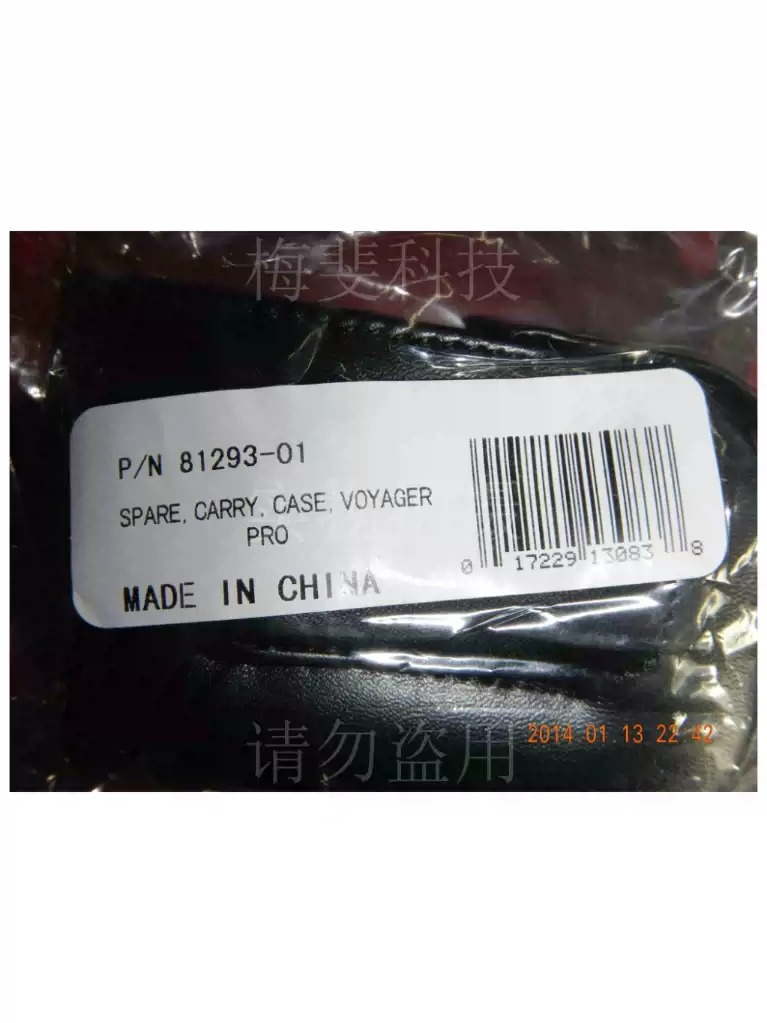 梅斐科技
P/N 81293-01
SPARE, CARRY, CASE, VOYAGER
PRO
MADE IN CHINA
0 17229 13083 8
请勿盗用
2014 01 13 22 42